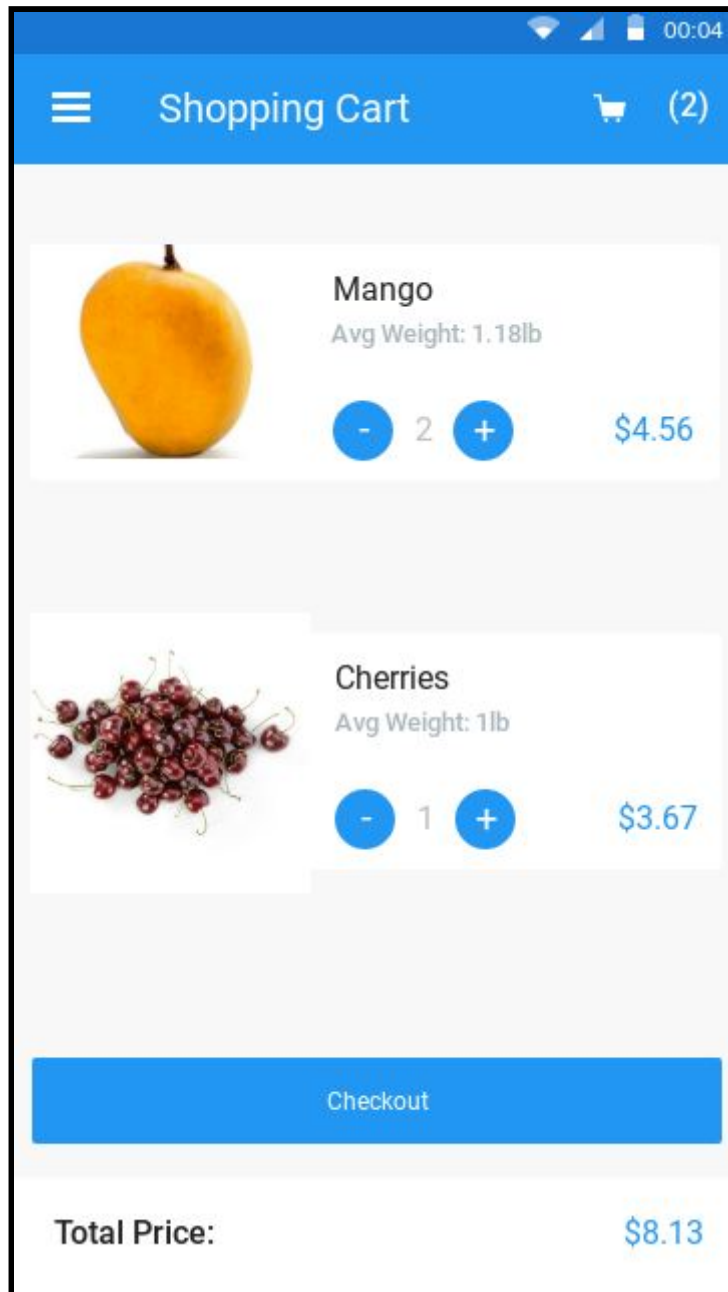 00:04
Shopping Cart (2)
Mango
Avg Weight: 1.18lb
- 2 + $4.56
Cherries
Avg Weight: 1lb
- 1 + $3.67
Checkout
Total Price: $8.13